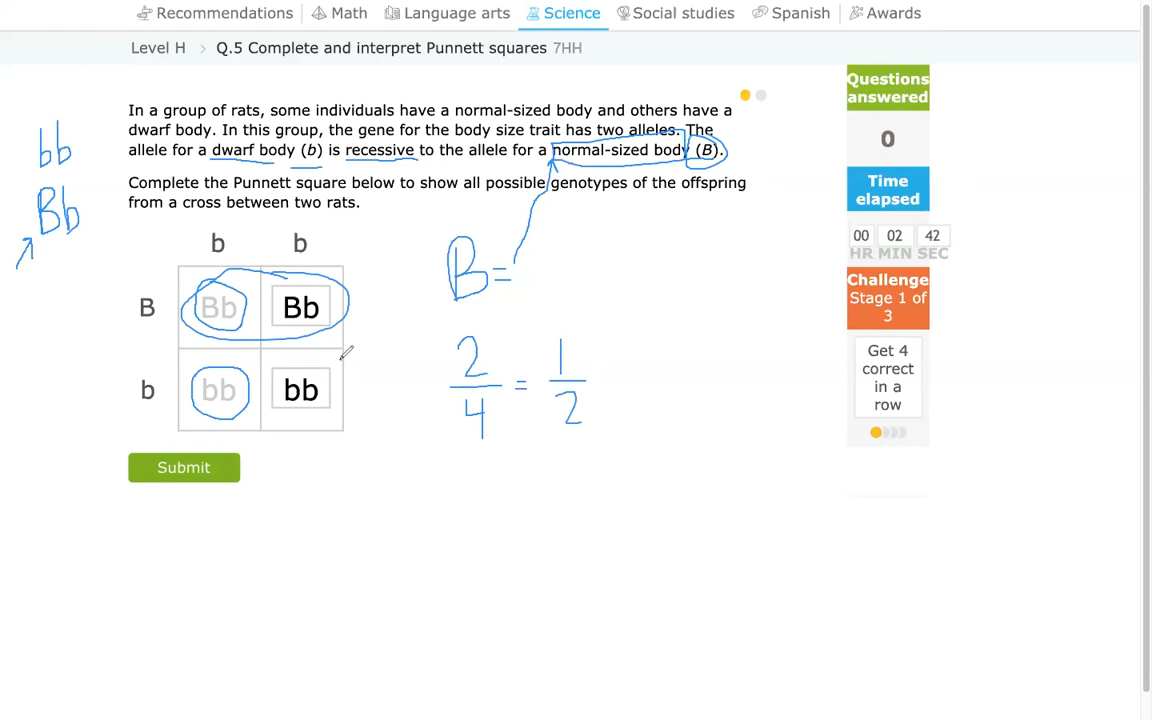 Recommendations Math Language arts Science Social studies Spanish Awards
Level H > Q.5 Complete and interpret Punnett squares 7HH
In a group of rats, some individuals have a normal-sized body and others have a
dwarf body. In this group, the gene for the body size trait has two alleles. The
allele for a dwarf body (b) is recessive to the allele for a normal-sized body (B).
Complete the Punnett square below to show all possible genotypes of the offspring
from a cross between two rats.
bb
Bb
b b
B Bb Bb
b bb bb
B=
2/4 = 1/2
Submit
Questions
answered
0
Time
elapsed
00 02 42
HR MIN SEC
Challenge
Stage 1 of
3
Get 4
correct
in a
row